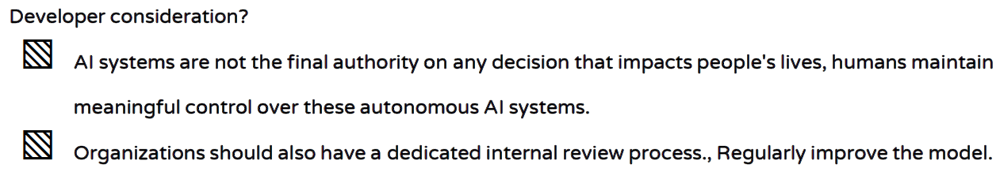 Developer consideration?
AI systems are not the final authority on any decision that impacts people's lives, humans maintain
meaningful control over these autonomous AI systems.
Organizations should also have a dedicated internal review process., Regularly improve the model.